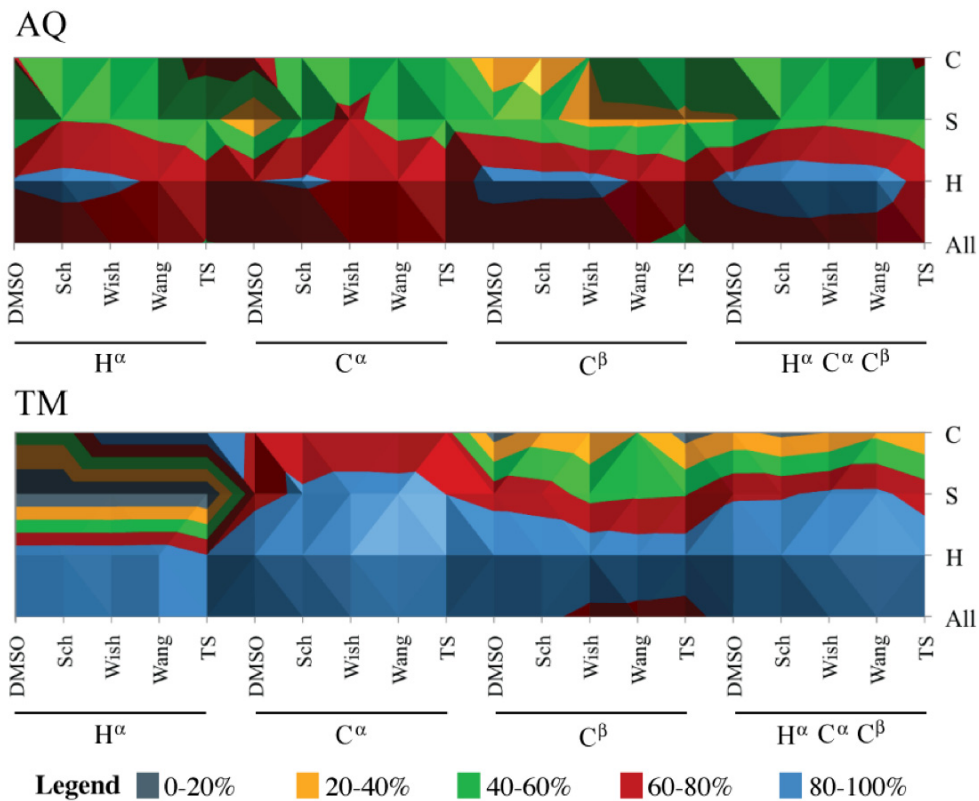 AQ
C
S
H
All
DMSO Sch Wish Wang TS DMSO Sch Wish Wang TS DMSO Sch Wish Wang TS DMSO Sch Wish Wang TS
Hα Cα Cβ Hα Cα Cβ
TM
C
S
H
All
DMSO Sch Wish Wang TS DMSO Sch Wish Wang TS DMSO Sch Wish Wang TS DMSO Sch Wish Wang TS
Hα Cα Cβ Hα Cα Cβ
Legend 0-20% 20-40% 40-60% 60-80% 80-100%